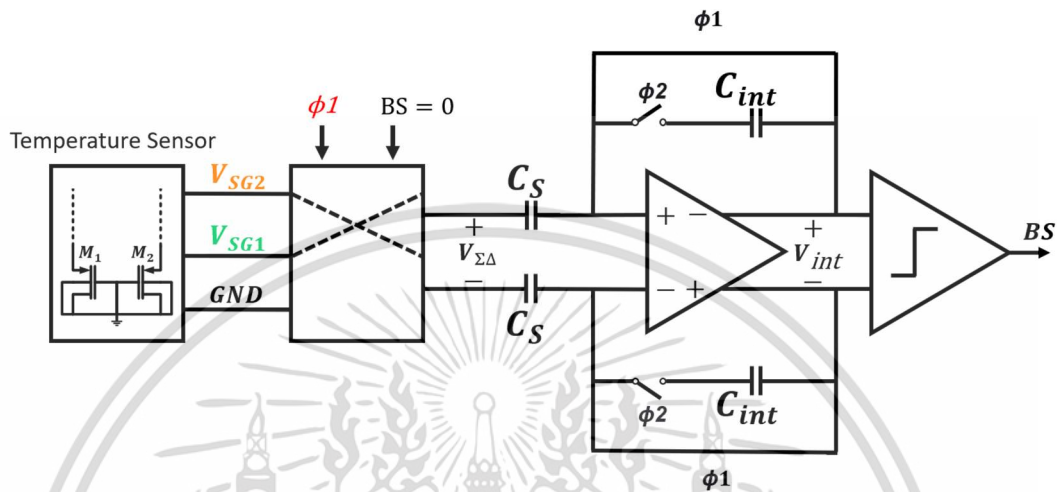 ϕ1
ϕ2
C_int
ϕ1
BS = 0
Temperature Sensor
V_SG2
V_SG1
GND
M_1
M_2
C_S
+
V_ΣΔ
−
C_S
+ −
− +
+
V_int
−
BS
ϕ2
C_int
ϕ1